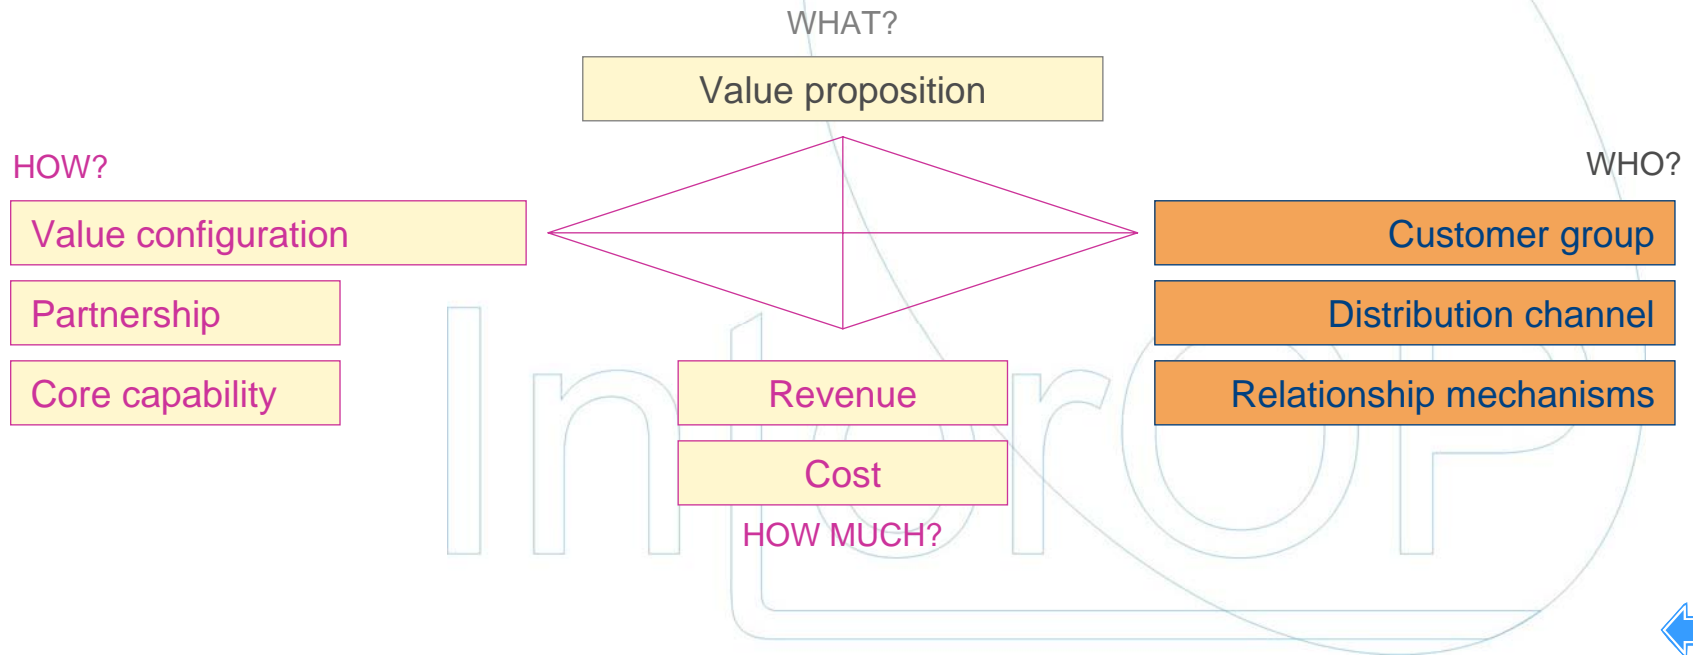 WHAT?
Value proposition
HOW?
WHO?
Value configuration
Customer group
Partnership
Distribution channel
Core capability
Revenue
Relationship mechanisms
Cost
HOW MUCH?
InteroP